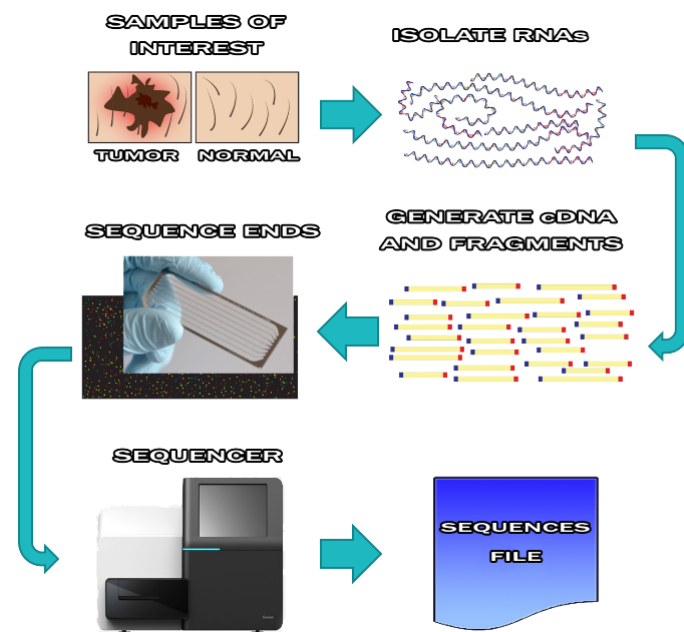 SAMPLES OF
INTEREST
TUMOR
NORMAL
ISOLATE RNAs
GENERATE cDNA
AND FRAGMENTS
SEQUENCE ENDS
SEQUENCER
SEQUENCES
FILE